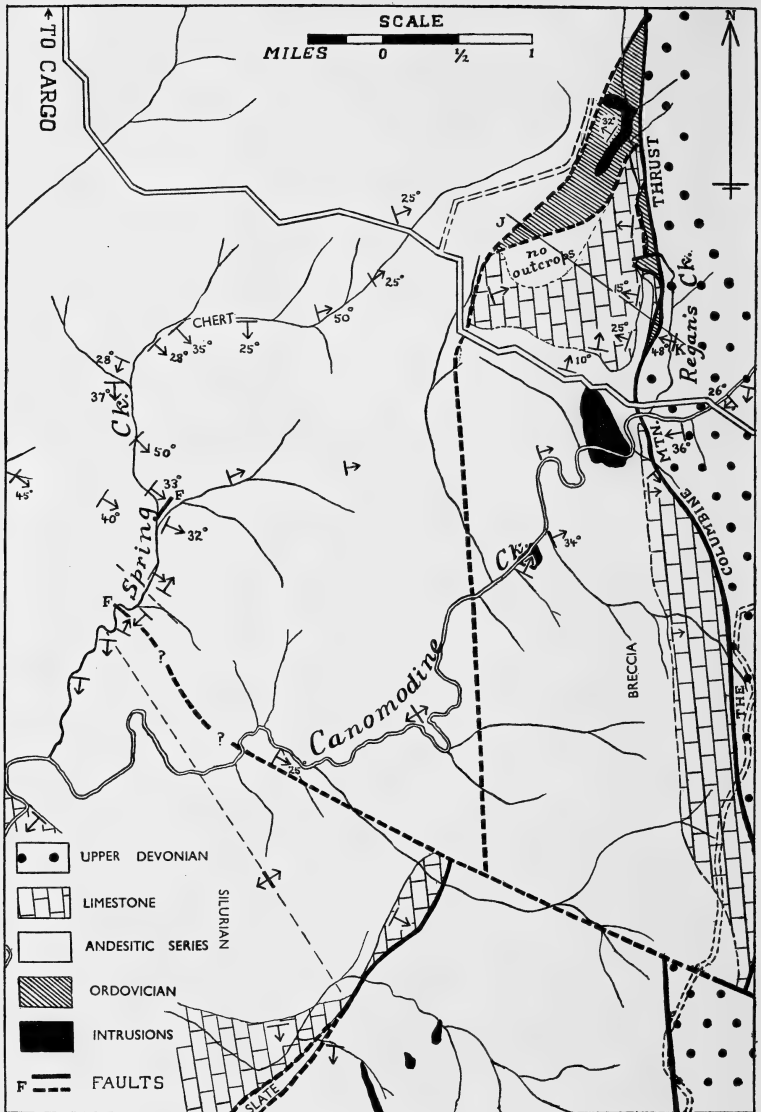 TO CARGO
SCALE
MILES 0 ½ 1
N
THRUST
32°
25°
J
no
outcrops
25°
50°
CHERT
28°
35°
25°
15°
Regan's Ck.
25°
48°
K
10°
28°
37°
Spring Ck.
50°
26°
MTN.
36°
45°
40°
33°
F
32°
COLUMBINE
34°
Canomodine Ck.
F
?
BRECCIA
THE
?
25°
SILURIAN
UPPER DEVONIAN
LIMESTONE
ANDESITIC SERIES
ORDOVICIAN
INTRUSIONS
F FAULTS
SLATE